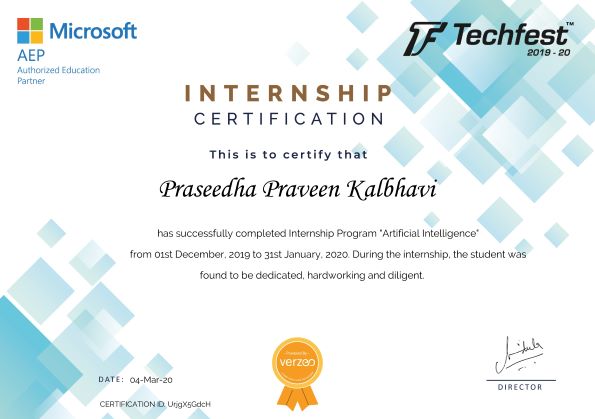 Microsoft
AEP
Authorized Education
Partner
TF Techfest™
2019 - 20
INTERNSHIP
CERTIFICATION
This is to certify that
Praseedha Praveen Kalbhavi
has successfully completed Internship Program "Artificial Intelligence"
from 01st December, 2019 to 31st January, 2020. During the internship, the student was
found to be dedicated, hardworking and diligent.
Powered By
verzeo
DATE: 04-Mar-20
DIRECTOR
CERTIFICATION ID. UrjgX5GdcH